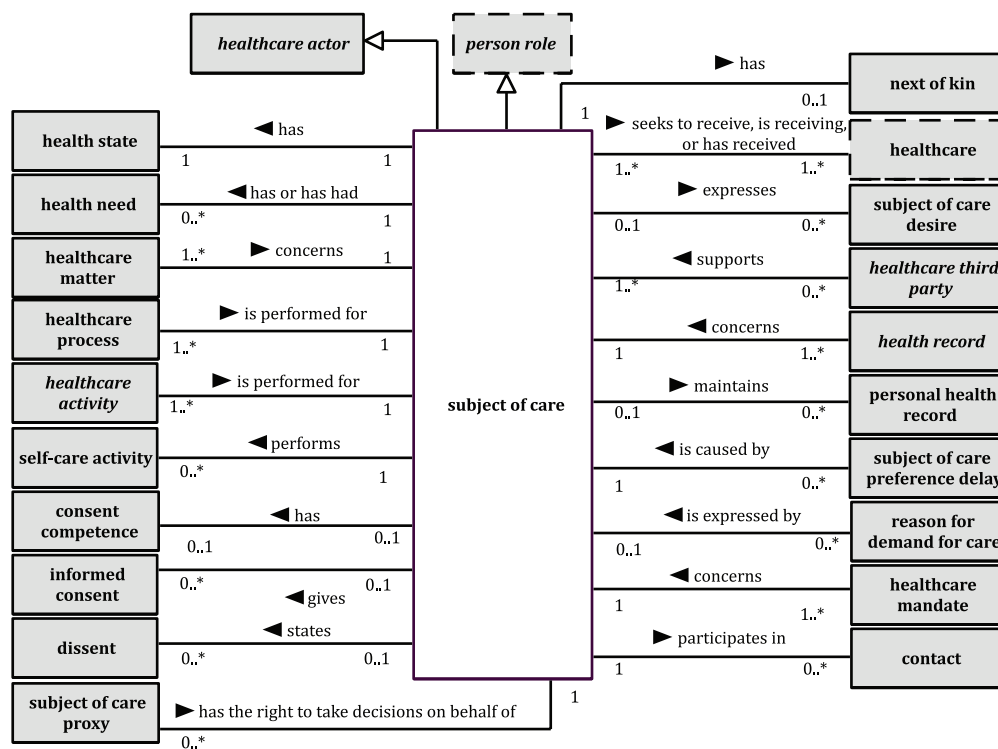 healthcare actor
person role
► has
next of kin
1
0..1
◄ has
health state
1
1
► seeks to receive, is receiving,
or has received
healthcare
1..*
1..*
◄ has or has had
health need
0..*
1
► expresses
subject of care
desire
0..1
0..*
healthcare
matter
1..*
► concerns
1
◄ supports
healthcare third
party
1..*
0..*
healthcare
process
► is performed for
1..*
1
◄ concerns
health record
1
1..*
healthcare
activity
► is performed for
1..*
1
subject of care
► maintains
personal health
record
0..1
0..*
self-care activity
◄ performs
0..*
1
◄ is caused by
subject of care
preference delay
1
0..*
consent
competence
◄ has
0..1
0..1
◄ is expressed by
reason for
demand for care
0..1
0..*
informed
consent
0..*
0..1
◄ gives
◄ concerns
healthcare
mandate
1
1..*
dissent
◄ states
0..*
0..1
► participates in
contact
1
0..*
subject of care
proxy
► has the right to take decisions on behalf of
0..*
1